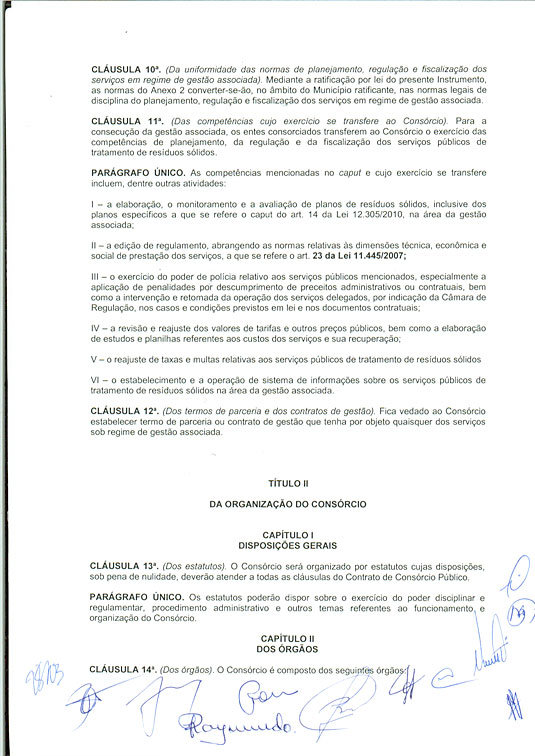 CLÁUSULA 10ª. (Da uniformidade das normas de planejamento, regulação e fiscalização dos
serviços em regime de gestão associada). Mediante a ratificação por lei do presente Instrumento,
as normas do Anexo 2 converter-se-ão, no âmbito do Município ratificante, nas normas legais de
disciplina do planejamento, regulação e fiscalização dos serviços em regime de gestão associada.
CLÁUSULA 11ª. (Das competências cujo exercício se transfere ao Consórcio). Para a
consecução da gestão associada, os entes consorciados transferem ao Consórcio o exercício das
competências de planejamento, da regulação e da fiscalização dos serviços públicos de
tratamento de resíduos sólidos.
PARÁGRAFO ÚNICO. As competências mencionadas no caput e cujo exercício se transfere
incluem, dentre outras atividades:
I – a elaboração, o monitoramento e a avaliação de planos de resíduos sólidos, inclusive dos
planos específicos a que se refere o caput do art. 14 da Lei 12.305/2010, na área da gestão
associada;
II – a edição de regulamento, abrangendo as normas relativas às dimensões técnica, econômica e
social de prestação dos serviços, a que se refere o art. 23 da Lei 11.445/2007;
III – o exercício do poder de polícia relativo aos serviços públicos mencionados, especialmente a
aplicação de penalidades por descumprimento de preceitos administrativos ou contratuais, bem
como a intervenção e retomada da operação dos serviços delegados, por indicação da Câmara de
Regulação, nos casos e condições previstos em lei e nos documentos contratuais;
IV – a revisão e reajuste dos valores de tarifas e outros preços públicos, bem como a elaboração
de estudos e planilhas referentes aos custos dos serviços e sua recuperação;
V – o reajuste de taxas e multas relativas aos serviços públicos de tratamento de resíduos sólidos
VI – o estabelecimento e a operação de sistema de informações sobre os serviços públicos de
tratamento de resíduos sólidos na área da gestão associada.
CLÁUSULA 12ª. (Dos termos de parceria e dos contratos de gestão). Fica vedado ao Consórcio
estabelecer termo de parceria ou contrato de gestão que tenha por objeto quaisquer dos serviços
sob regime de gestão associada.
TÍTULO II
DA ORGANIZAÇÃO DO CONSÓRCIO
CAPÍTULO I
DISPOSIÇÕES GERAIS
CLÁUSULA 13ª. (Dos estatutos). O Consórcio será organizado por estatutos cujas disposições,
sob pena de nulidade, deverão atender a todas as cláusulas do Contrato de Consórcio Público.
PARÁGRAFO ÚNICO. Os estatutos poderão dispor sobre o exercício do poder disciplinar e
regulamentar, procedimento administrativo e outros temas referentes ao funcionamento e
organização do Consórcio.
CAPÍTULO II
DOS ÓRGÃOS
CLÁUSULA 14ª. (Dos órgãos). O Consórcio é composto dos seguintes órgãos:
Raymundo.